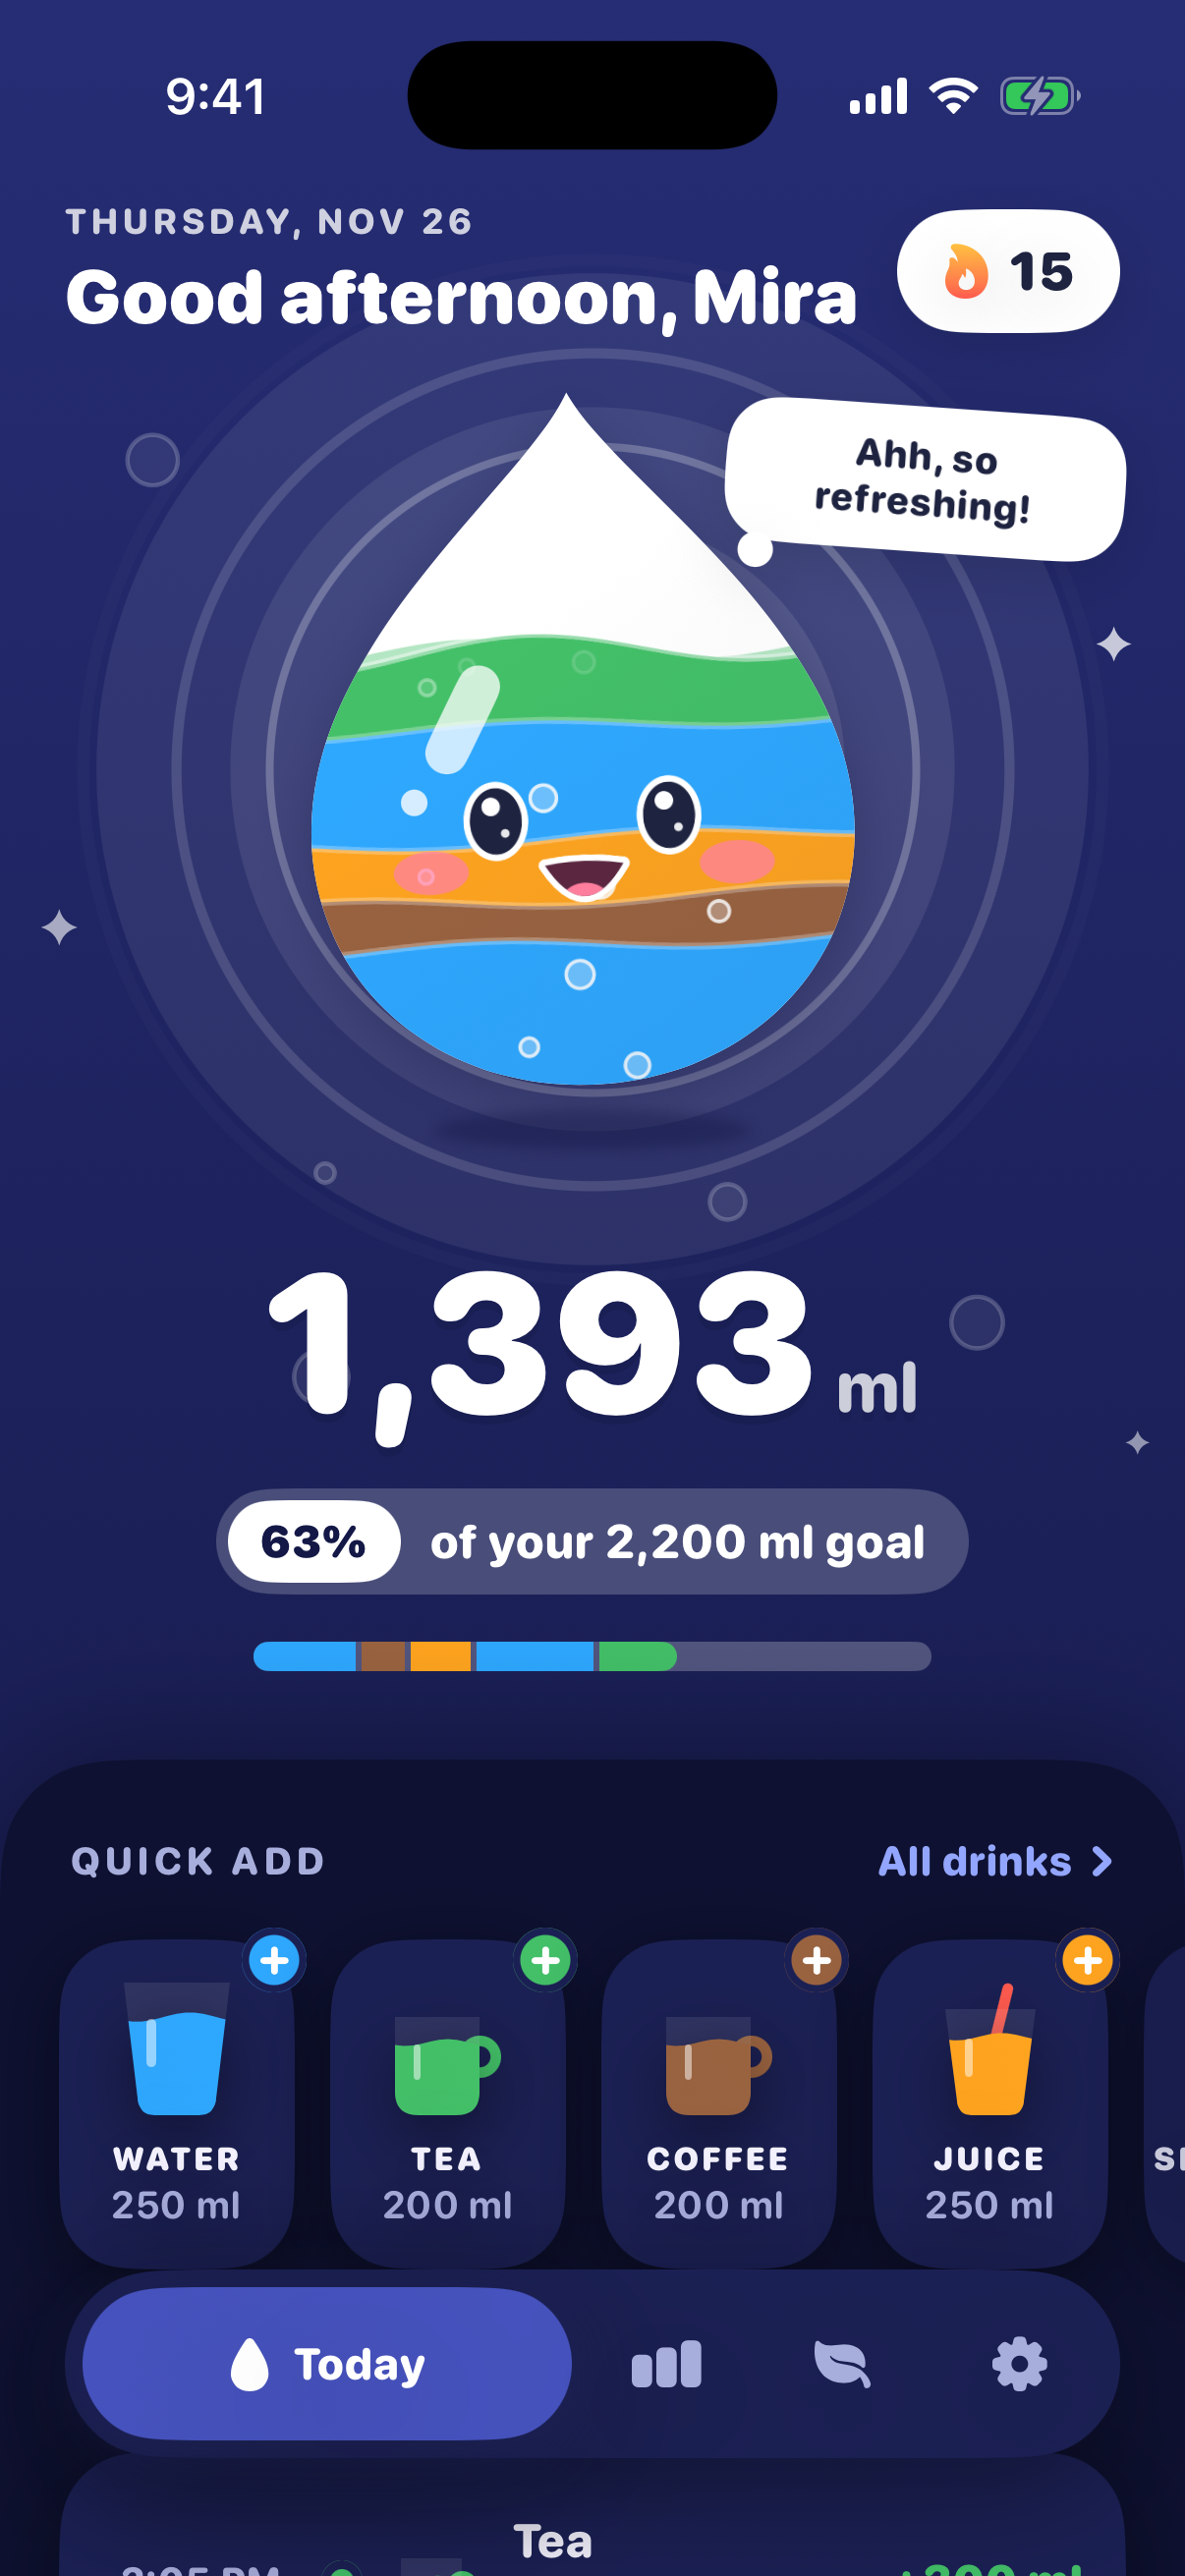 9:41
THURSDAY, NOV 26
Good afternoon, Mira
15
Ahh, so
refreshing!
1,393 ml
63% of your 2,200 ml goal
QUICK ADD
All drinks
WATER
250 ml
TEA
200 ml
COFFEE
200 ml
JUICE
250 ml
Today
Tea